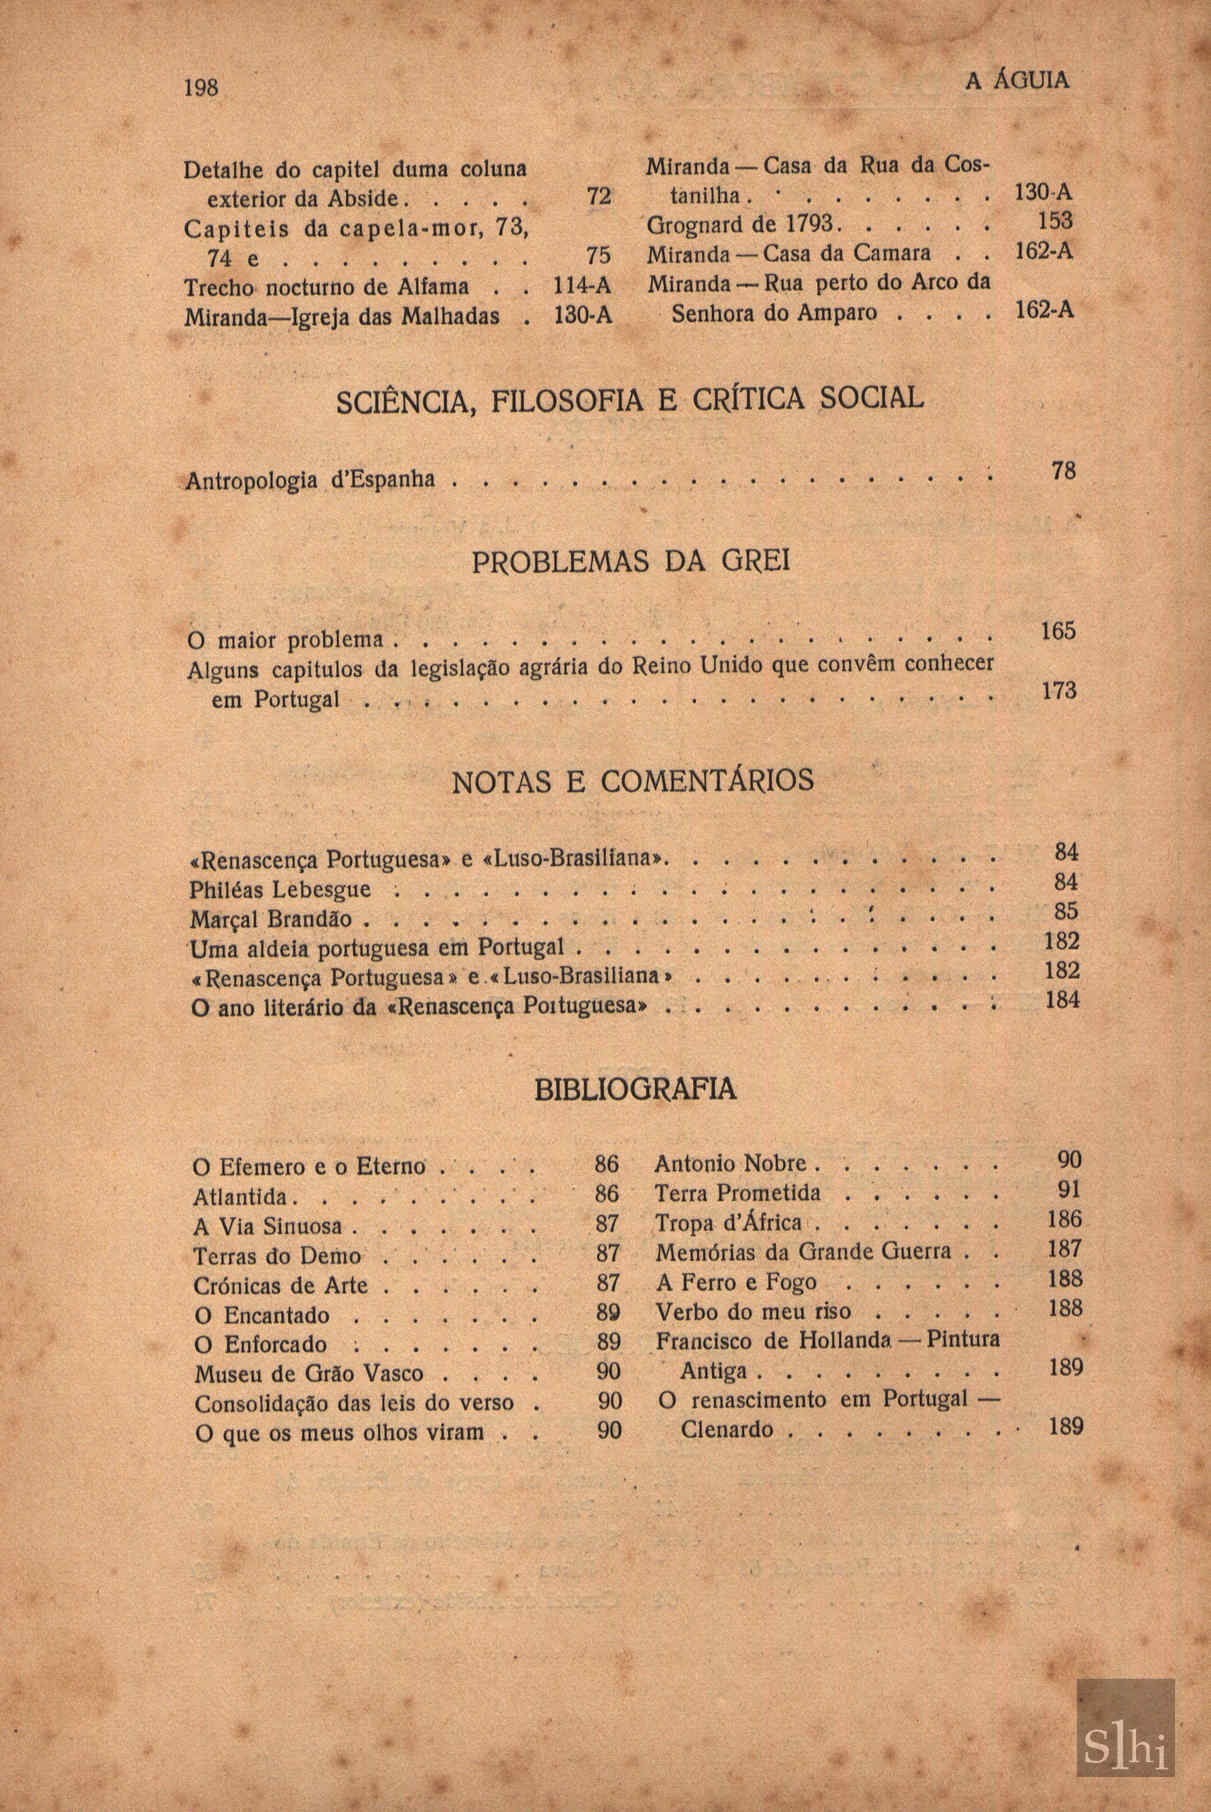 198
A ÁGUIA
Detalhe do capitel duma coluna
exterior da Abside. . . . . 72
Capiteis da capela-mor, 73,
74 e . . . . . . . . . 75
Trecho nocturno de Alfama . . 114-A
Miranda—Igreja das Malhadas . 130-A
Miranda — Casa da Rua da Cos-
tanilha . . . . . . . . 130-A
Grognard de 1793. . . . . . 153
Miranda — Casa da Camara . . 162-A
Miranda — Rua perto do Arco da
Senhora do Amparo . . . . 162-A
SCIÊNCIA, FILOSOFIA E CRÍTICA SOCIAL
Antropologia d'Espanha . . . . . . . . . . . . . . . . . . . 78
PROBLEMAS DA GREI
O maior problema . . . . . . . . . . . . . . . . . . . . . 165
Alguns capitulos da legislação agrária do Reino Unido que convêm conhecer
em Portugal . . . . . . . . . . . . . . . . . . . . . . 173
NOTAS E COMENTÁRIOS
«Renascença Portuguesa» e «Luso-Brasiliana». . . . . . . . . . . . 84
Philéas Lebesgue . . . . . . . . . . . . . . . . . . . . . 84
Marçal Brandão . . . . . . . . . . . . . . . . . . . . . . 85
Uma aldeia portuguesa em Portugal . . . . . . . . . . . . . . . 182
«Renascença Portuguesa» e «Luso-Brasiliana» . . . . . . . . . . . 182
O ano literário da «Renascença Portuguesa» . . . . . . . . . . . . 184
BIBLIOGRAFIA
O Efemero e o Eterno . . . . 86
Atlantida . . . . . . . . . 86
A Via Sinuosa . . . . . . . 87
Terras do Demo . . . . . . 87
Crónicas de Arte . . . . . . 87
O Encantado . . . . . . . 89
O Enforcado . . . . . . . 89
Museu de Grão Vasco . . . . 90
Consolidação das leis do verso . 90
O que os meus olhos viram . . 90
Antonio Nobre . . . . . . . 90
Terra Prometida . . . . . . 91
Tropa d'África . . . . . . . 186
Memórias da Grande Guerra . . 187
A Ferro e Fogo . . . . . . 188
Verbo do meu riso . . . . . 188
Francisco de Hollanda — Pintura
Antiga . . . . . . . . . 189
O renascimento em Portugal —
Clenardo . . . . . . . . 189
Slhi